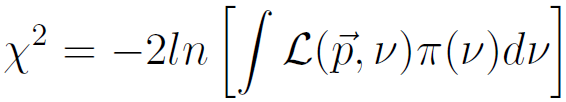 χ² = −2ln [∫ ℒ(p⃗, ν)π(ν)dν]